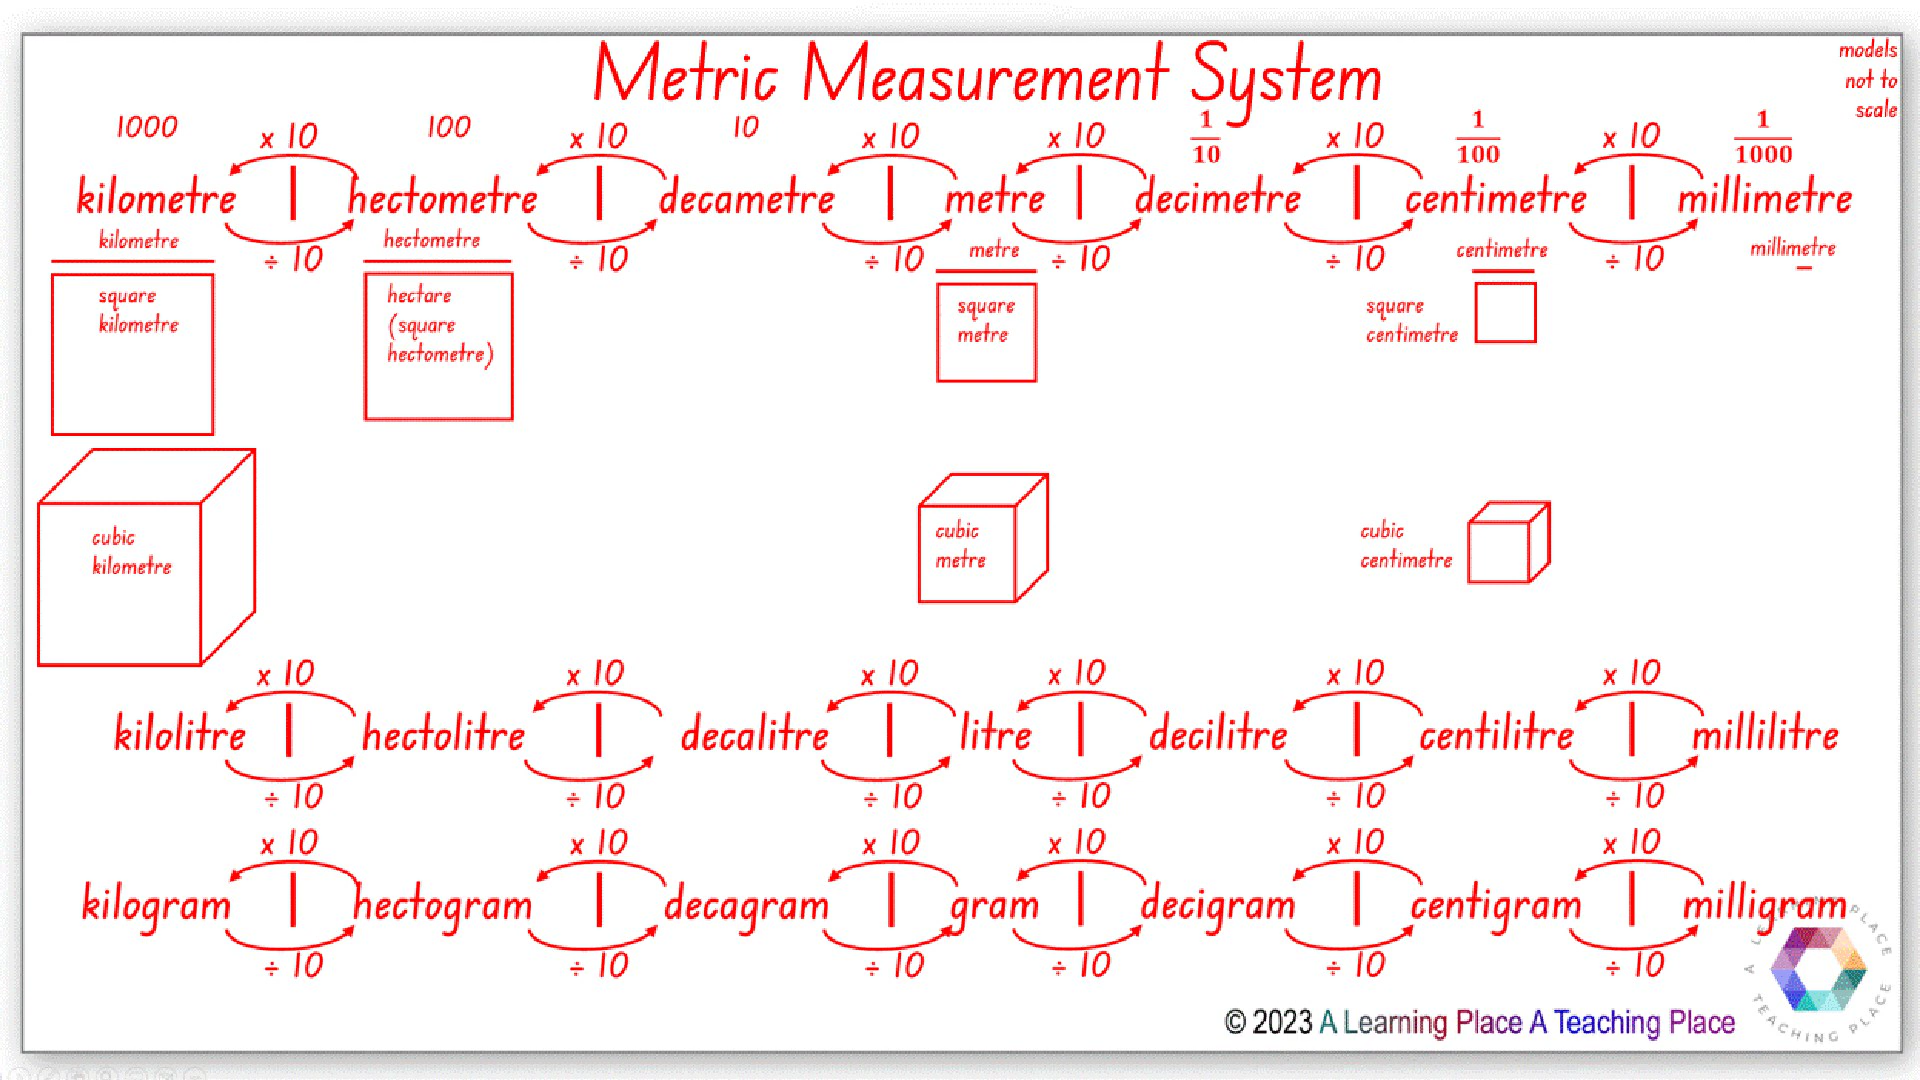 Metric Measurement System
models
not to
scale
1000 x 10 100 x 10 10 x 10 x 10 1/10 x 10 1/100 x 10 1/1000
kilometre | hectometre | decametre | metre | decimetre | centimetre | millimetre
÷ 10 ÷ 10 ÷ 10 ÷ 10 ÷ 10 ÷ 10
kilometre hectometre metre centimetre millimetre
square
kilometre
hectare
(square
hectometre)
square
metre
square
centimetre
cubic
kilometre
cubic
metre
cubic
centimetre
x 10 x 10 x 10 x 10 x 10 x 10
kilolitre | hectolitre | decalitre | litre | decilitre | centilitre | millilitre
÷ 10 ÷ 10 ÷ 10 ÷ 10 ÷ 10 ÷ 10
x 10 x 10 x 10 x 10 x 10 x 10
kilogram | hectogram | decagram | gram | decigram | centigram | milligram
÷ 10 ÷ 10 ÷ 10 ÷ 10 ÷ 10 ÷ 10
© 2023 A Learning Place A Teaching Place
A TEACHING PLACE